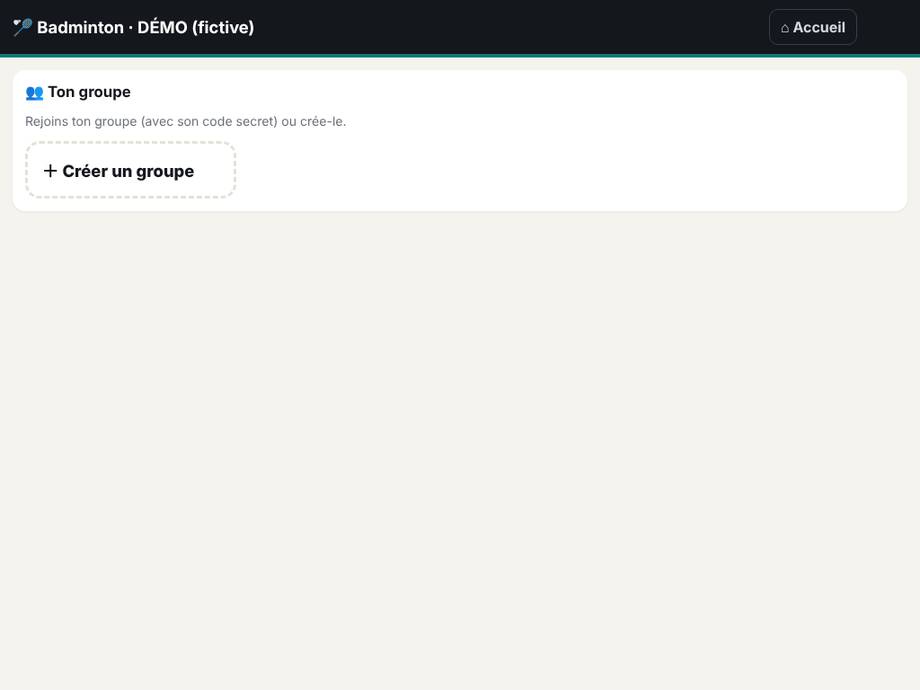 🏸 Badminton · DÉMO (fictive)
⌂ Accueil
👥 Ton groupe
Rejoins ton groupe (avec son code secret) ou crée-le.
+ Créer un groupe